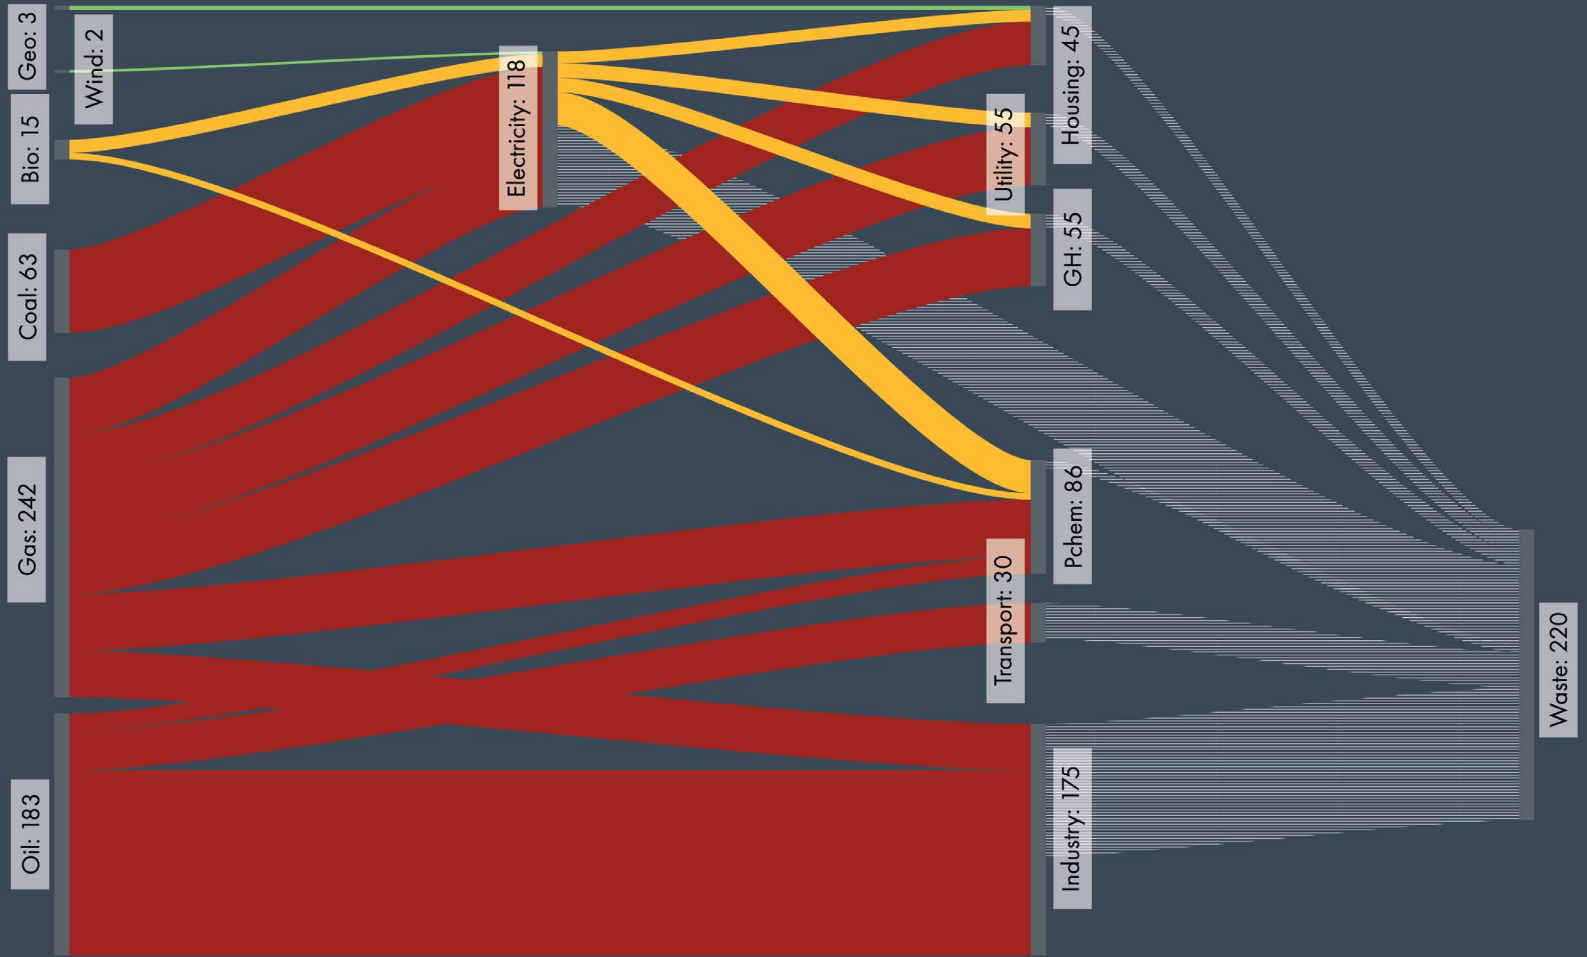 Geo: 3
Wind: 2
Bio: 15
Coal: 63
Gas: 242
Oil: 183
Electricity: 118
Housing: 45
Utility: 55
GH: 55
Pchem: 86
Transport: 30
Industry: 175
Waste: 220